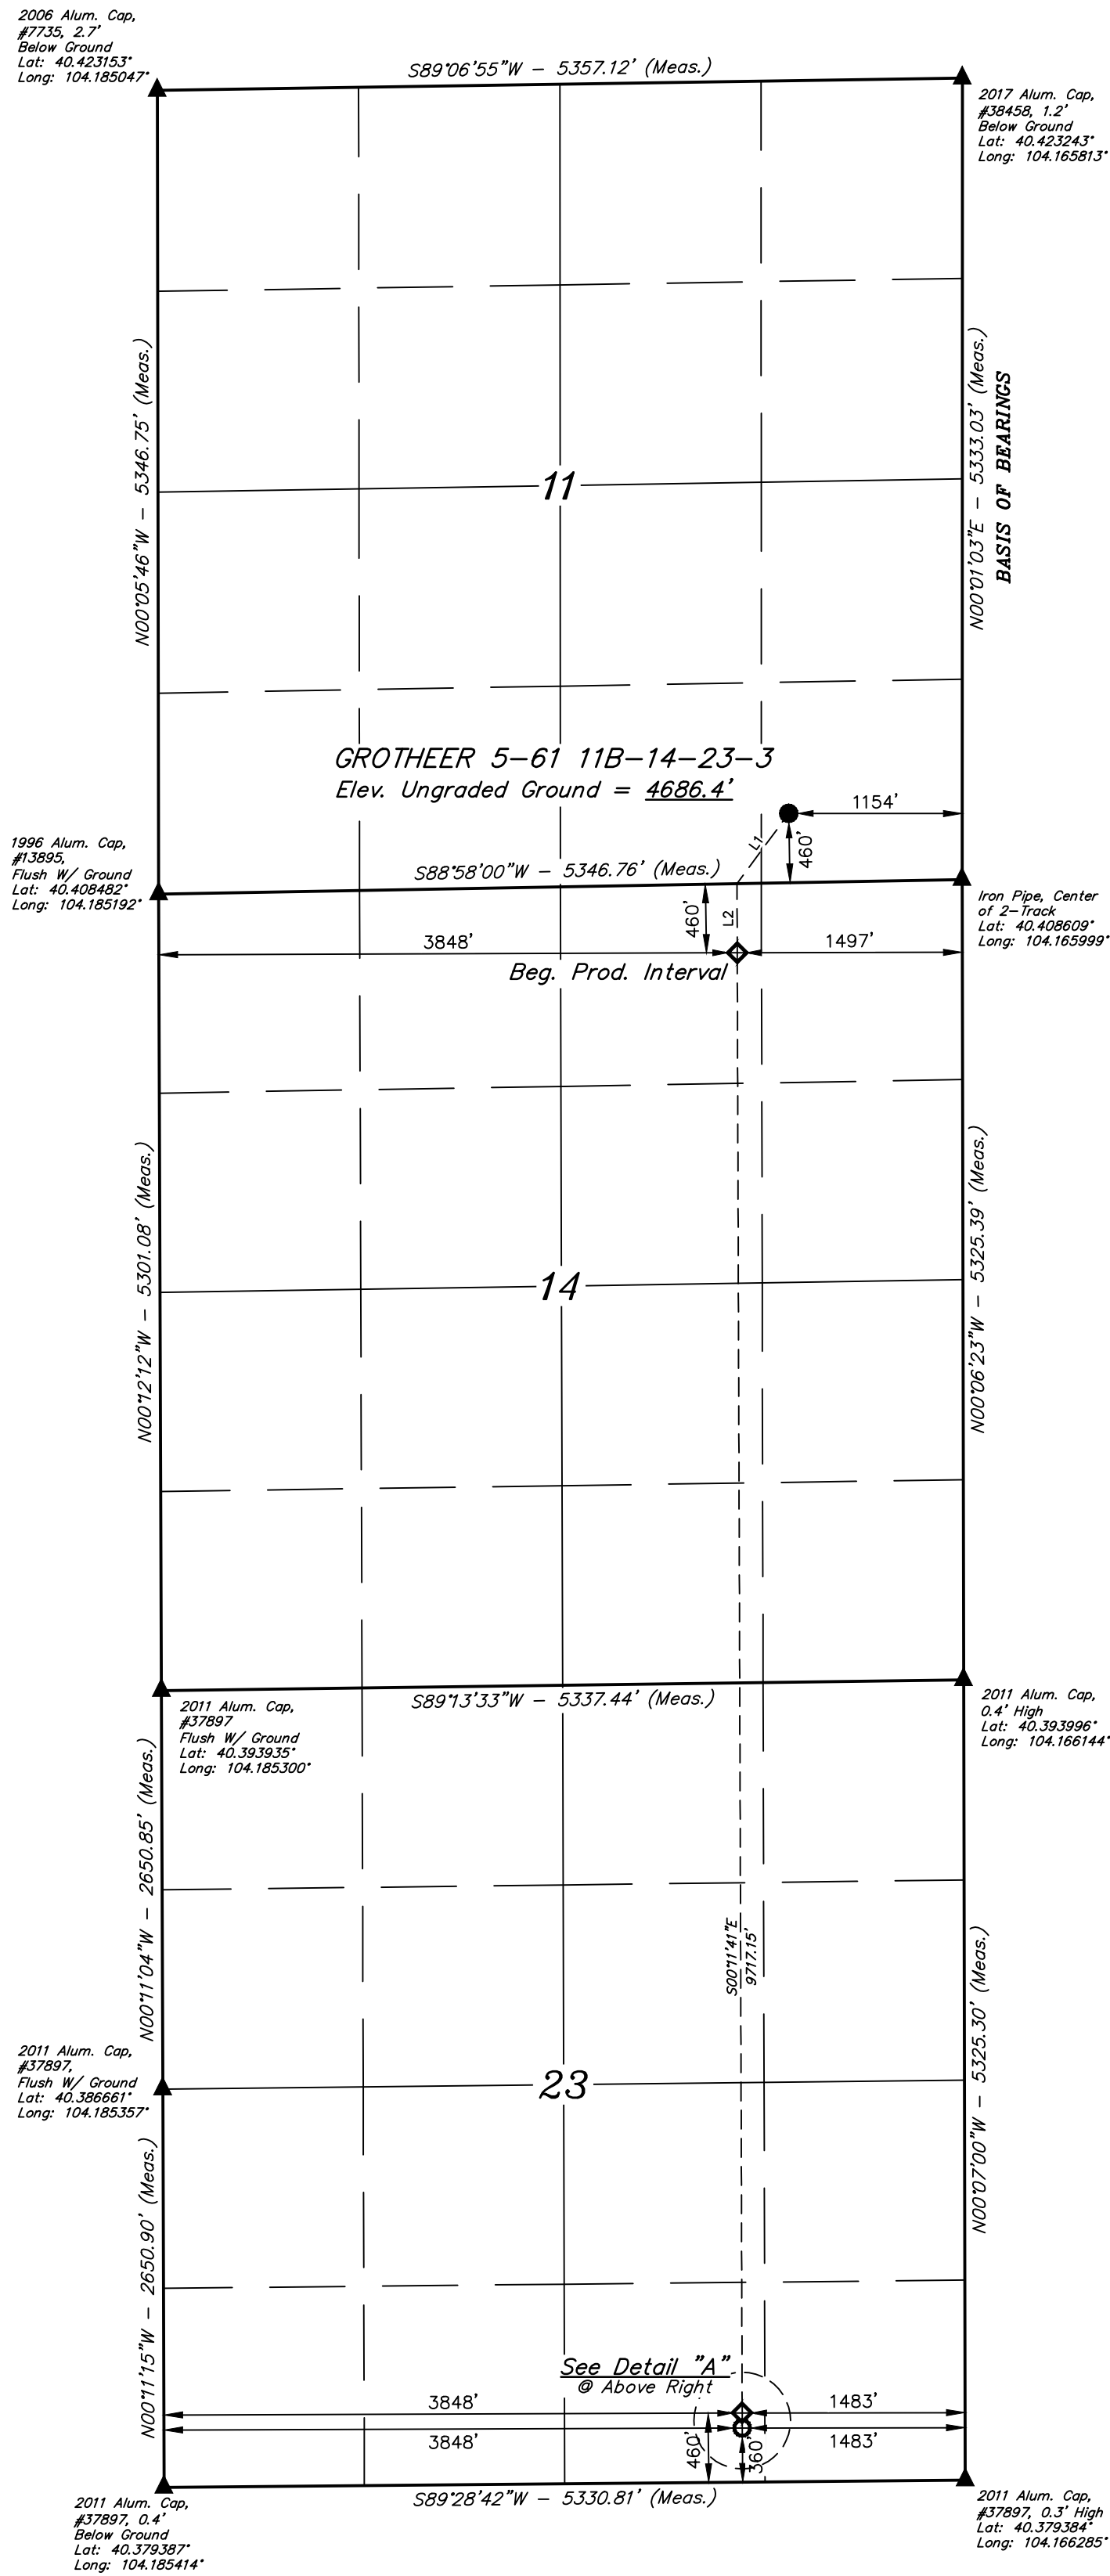 2006 Alum. Cap,
#7735, 2.7'
Below Ground
Lat: 40.423153°
Long: 104.185047°
S89°06'55"W - 5357.12' (Meas.)
2017 Alum. Cap,
#38458, 1.2'
Below Ground
Lat: 40.423243°
Long: 104.165813°
N00°05'46"W - 5346.75' (Meas.)
11
N00°01'03"E - 5333.03' (Meas.)
BASIS OF BEARINGS
GROTHEER 5-61 11B-14-23-3
Elev. Ungraded Ground = 4686.4'
1154'
L1
460'
1996 Alum. Cap,
#13895,
Flush W/ Ground
Lat: 40.408482°
Long: 104.185192°
S88°58'00"W - 5346.76' (Meas.)
Iron Pipe, Center
of 2-Track
Lat: 40.408609°
Long: 104.165999°
460'
L2
3848'
1497'
Beg. Prod. Interval
N00°12'12"W - 5301.08' (Meas.)
14
N00°06'23"W - 5325.39' (Meas.)
2011 Alum. Cap,
#37897
Flush W/ Ground
Lat: 40.393935°
Long: 104.185300°
S89°13'33"W - 5337.44' (Meas.)
2011 Alum. Cap,
0.4' High
Lat: 40.393996°
Long: 104.166144°
N00°11'04"W - 2650.85' (Meas.)
S00°11'41"E
9717.15'
N00°07'00"W - 5325.30' (Meas.)
2011 Alum. Cap,
#37897,
Flush W/ Ground
Lat: 40.386661°
Long: 104.185357°
23
N00°11'15"W - 2650.90' (Meas.)
See Detail "A"
@ Above Right
3848'
1483'
3848'
1483'
460'
360'
S89°28'42"W - 5330.81' (Meas.)
2011 Alum. Cap,
#37897, 0.4'
Below Ground
Lat: 40.379387°
Long: 104.185414°
2011 Alum. Cap,
#37897, 0.3' High
Lat: 40.379384°
Long: 104.166285°